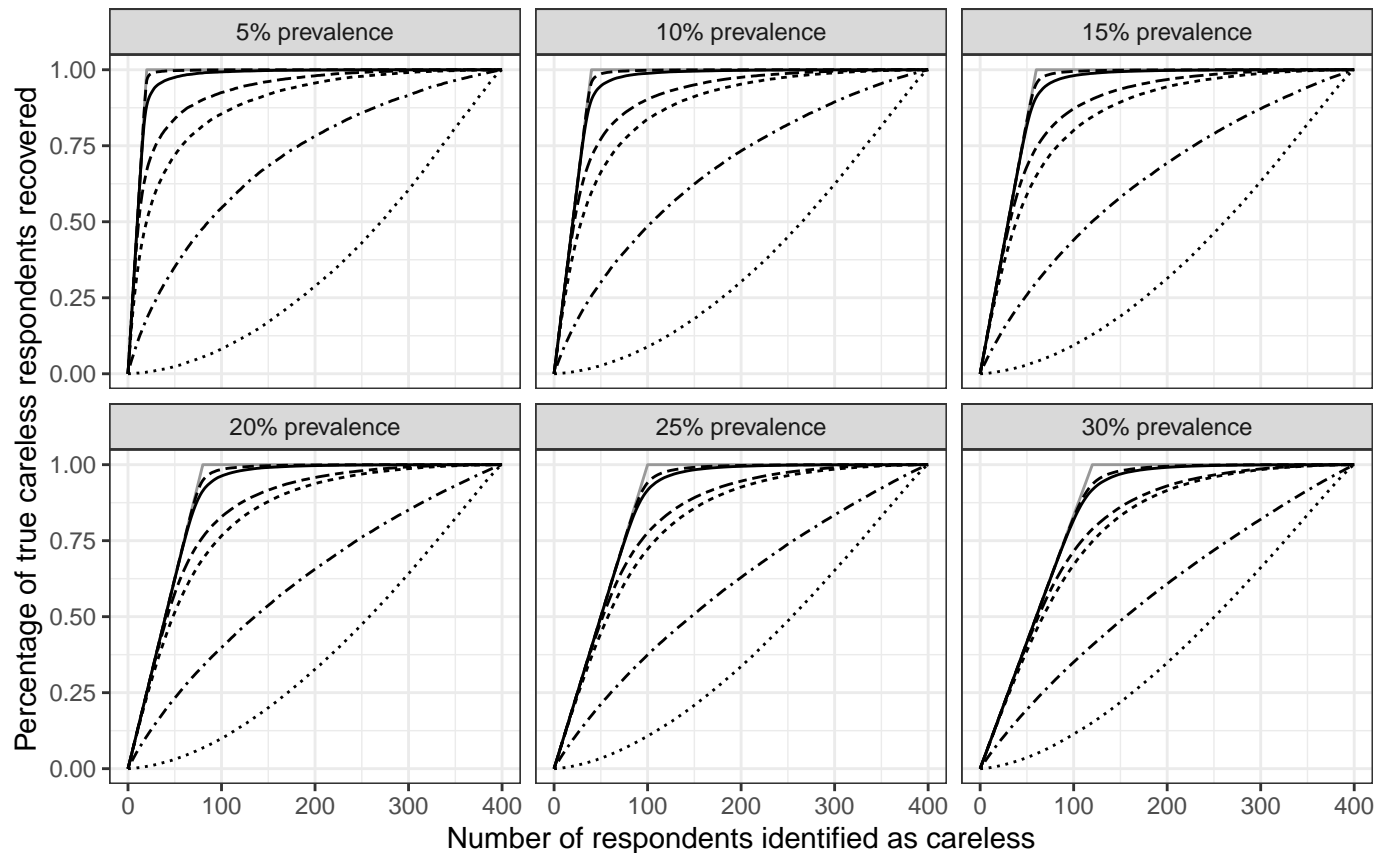 5% prevalence
10% prevalence
15% prevalence
Percentage of true careless respondents recovered
1.00
0.75
0.50
0.25
0.00
20% prevalence
25% prevalence
30% prevalence
1.00
0.75
0.50
0.25
0.00
0 100 200 300 400
0 100 200 300 400
0 100 200 300 400
Number of respondents identified as careless